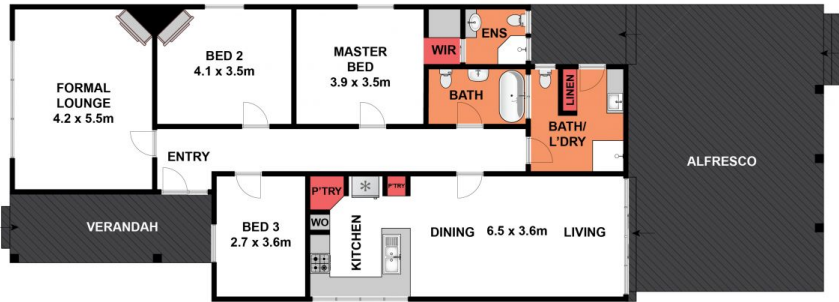 FORMAL
LOUNGE
4.2 x 5.5m
BED 2
4.1 x 3.5m
MASTER
BED
3.9 x 3.5m
WIR
ENS
BATH
LINEN
BATH/
L'DRY
ALFRESCO
ENTRY
VERANDAH
BED 3
2.7 x 3.6m
P'TRY
P'TRY
WO
KITCHEN
DINING 6.5 x 3.6m LIVING